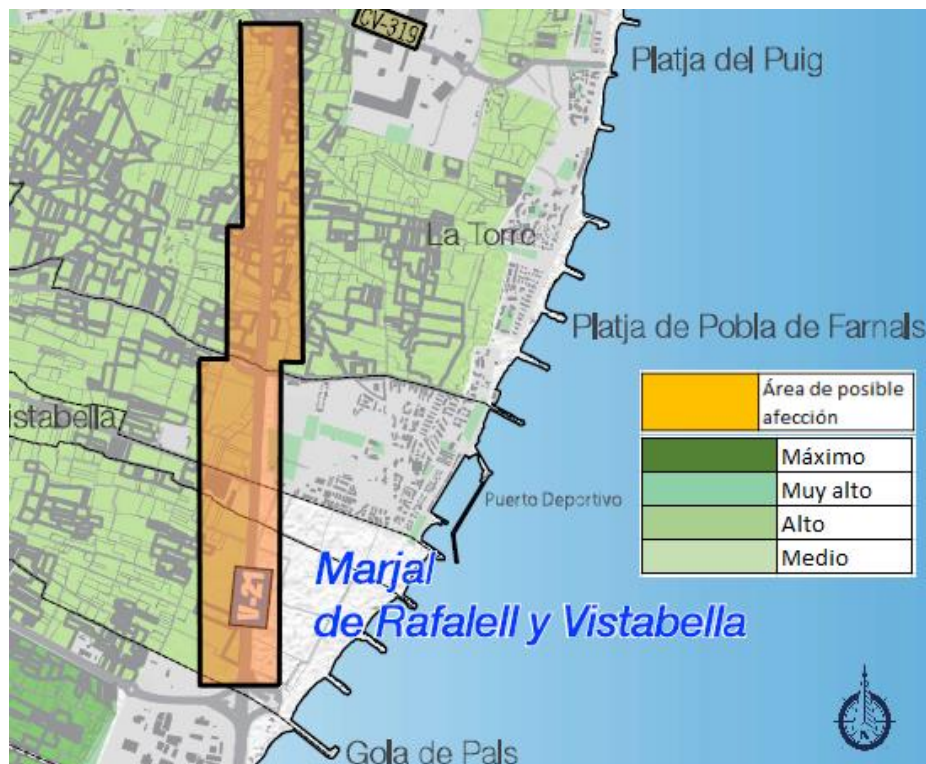 CV-319
Platja del Puig
La Torre
Platja de Pobla de Farnals
Área de posible
afección
istabella
Máximo
Muy alto
Puerto Deportivo
Alto
Medio
Marjal
V-21
de Rafalell y Vistabella
Gola de Pals
N